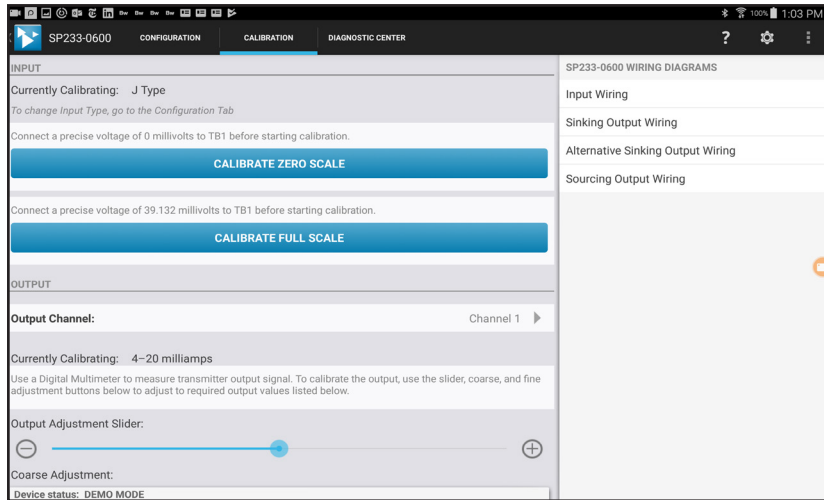 100% 1:03 PM
SP233-0600 CONFIGURATION CALIBRATION DIAGNOSTIC CENTER ?
INPUT
Currently Calibrating: J Type
To change Input Type, go to the Configuration Tab
Connect a precise voltage of 0 millivolts to TB1 before starting calibration.
CALIBRATE ZERO SCALE
Connect a precise voltage of 39.132 millivolts to TB1 before starting calibration.
CALIBRATE FULL SCALE
OUTPUT
Output Channel: Channel 1
Currently Calibrating: 4–20 milliamps
Use a Digital Multimeter to measure transmitter output signal. To calibrate the output, use the slider, coarse, and fine
adjustment buttons below to adjust to required output values listed below.
Output Adjustment Slider:
Coarse Adjustment:
Device status: DEMO MODE
SP233-0600 WIRING DIAGRAMS
Input Wiring
Sinking Output Wiring
Alternative Sinking Output Wiring
Sourcing Output Wiring